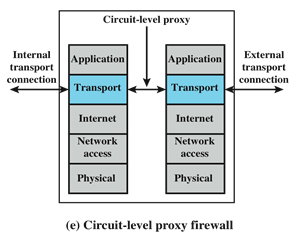 Circuit-level proxy
Internal
transport
connection
External
transport
connection
Application
Transport
Internet
Network
access
Physical
Application
Transport
Internet
Network
access
Physical
(e) Circuit-level proxy firewall